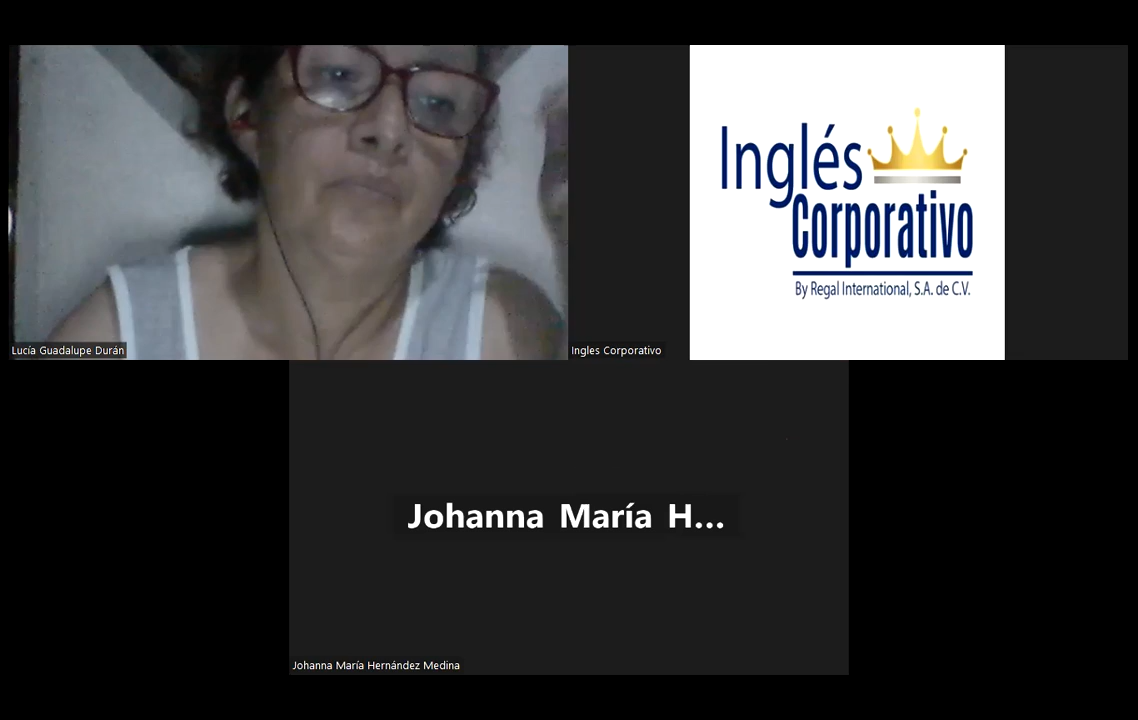 Inglés
Corporativo
By Regal International, S.A. de C.V.
Lucía Guadalupe Durán
Ingles Corporativo
Johanna María H...
Johanna María Hernández Medina